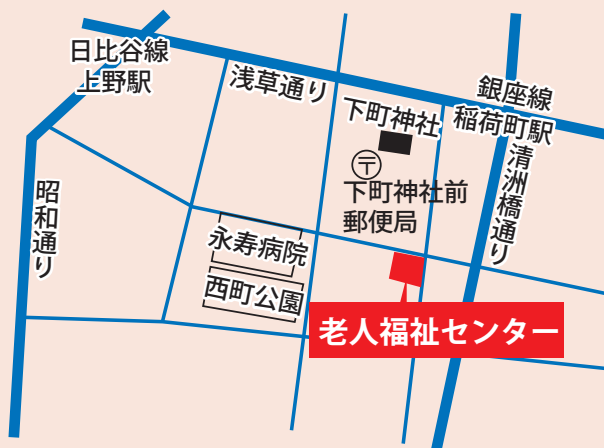 日比谷線
上野駅
浅草通り
銀座線
稲荷町駅
下町神社
〒
下町神社前
郵便局
清洲橋通り
昭和通り
永寿病院
西町公園
老人福祉センター